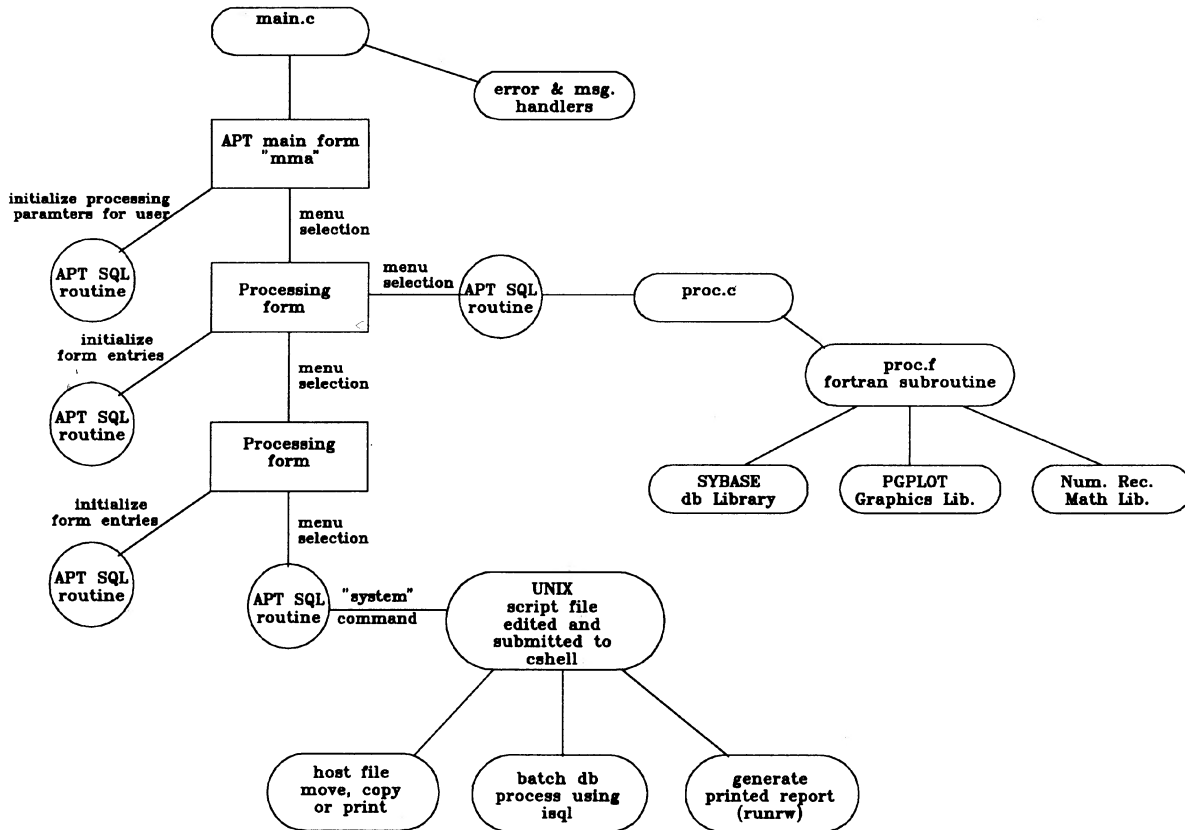 main.c
error & msg.
handlers
APT main form
"mma"
initialize processing
paramters for user
menu
selection
APT SQL
routine
Processing
form
menu
selection
APT SQL
routine
proc.c
initialize
form entries
menu
selection
proc.f
fortran subroutine
APT SQL
routine
Processing
form
SYBASE
db Library
PGPLOT
Graphics Lib.
Num. Rec.
Math Lib.
initialize
form entries
menu
selection
APT SQL
routine
APT SQL
routine
"system"
command
UNIX
script file
edited and
submitted to
cshell
host file
move, copy
or print
batch db
process using
isql
generate
printed report
(runrw)